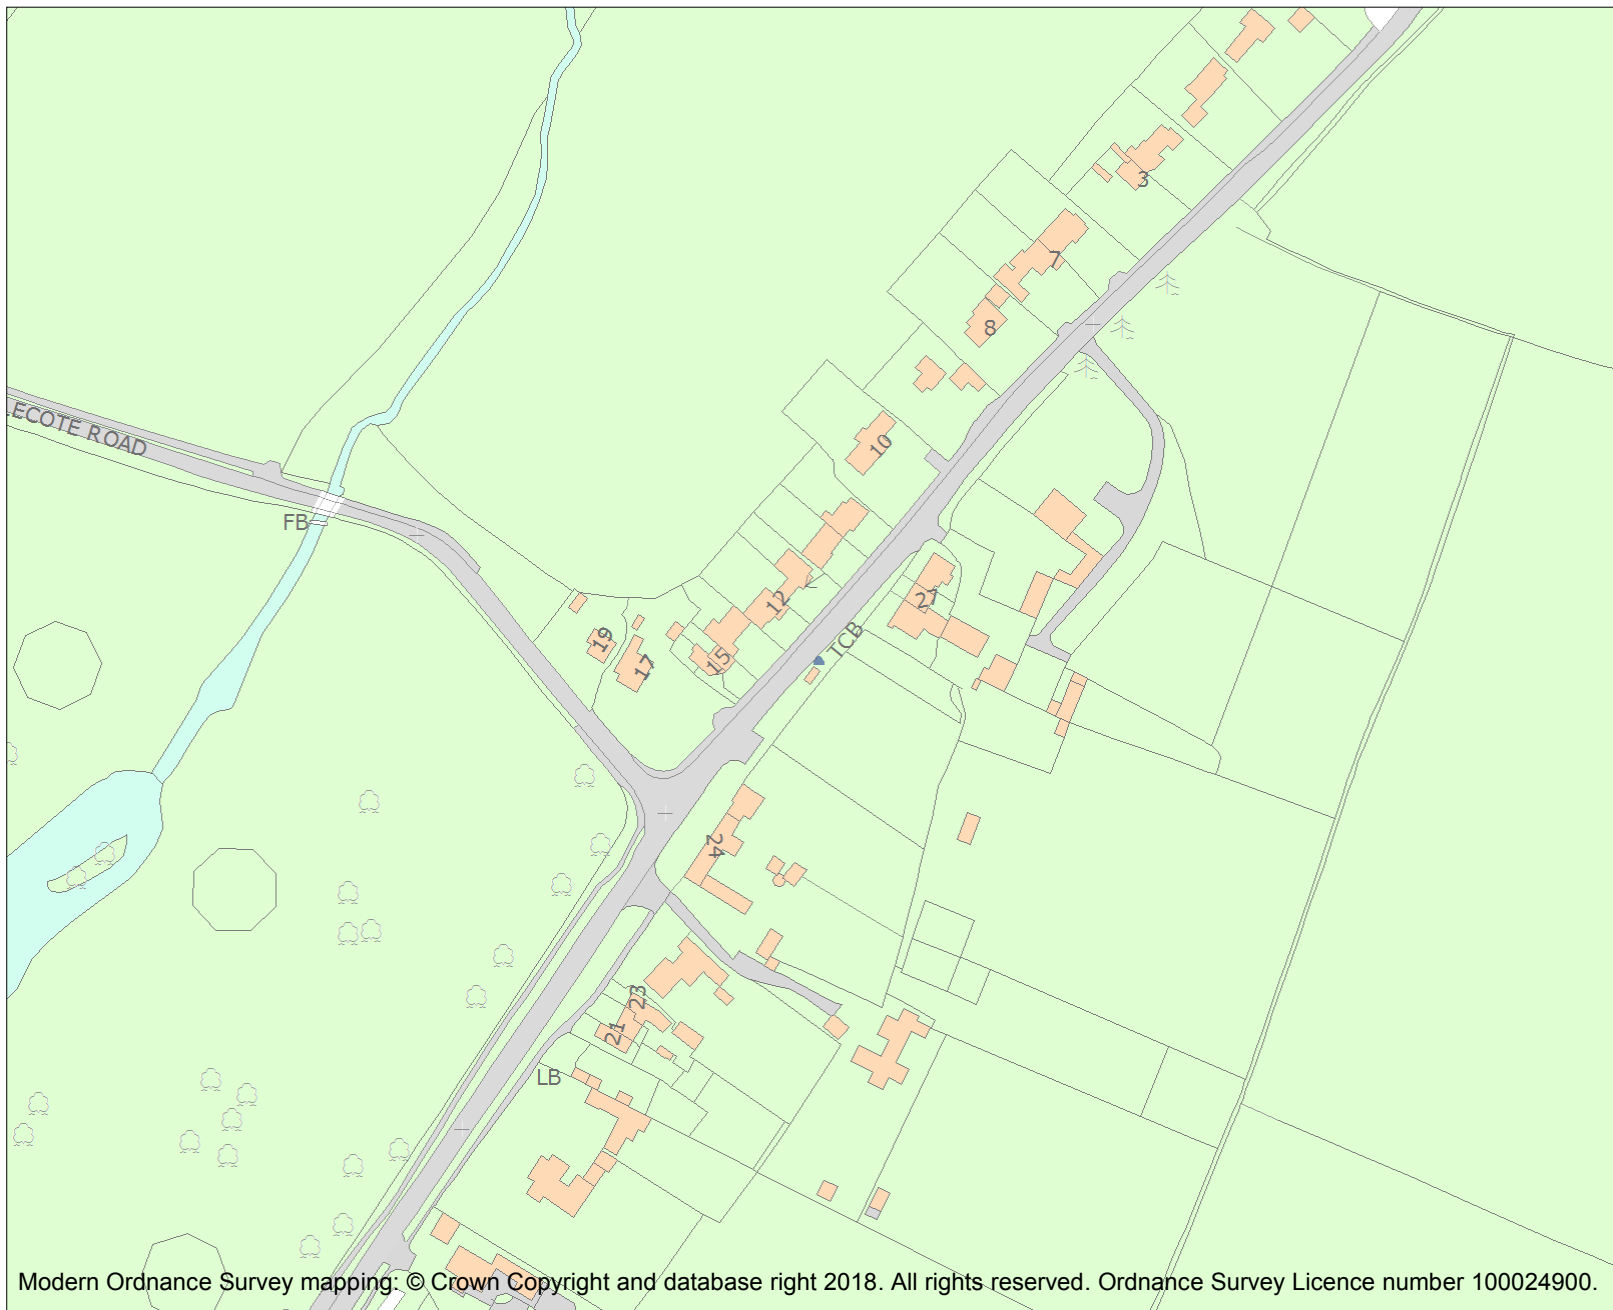 3
7
8
10
LECOTE ROAD
FB
12
27
TCB
19
17
15
24
23
21
LB
Modern Ordnance Survey mapping: © Crown Copyright and database right 2018. All rights reserved. Ordnance Survey Licence number 100024900.